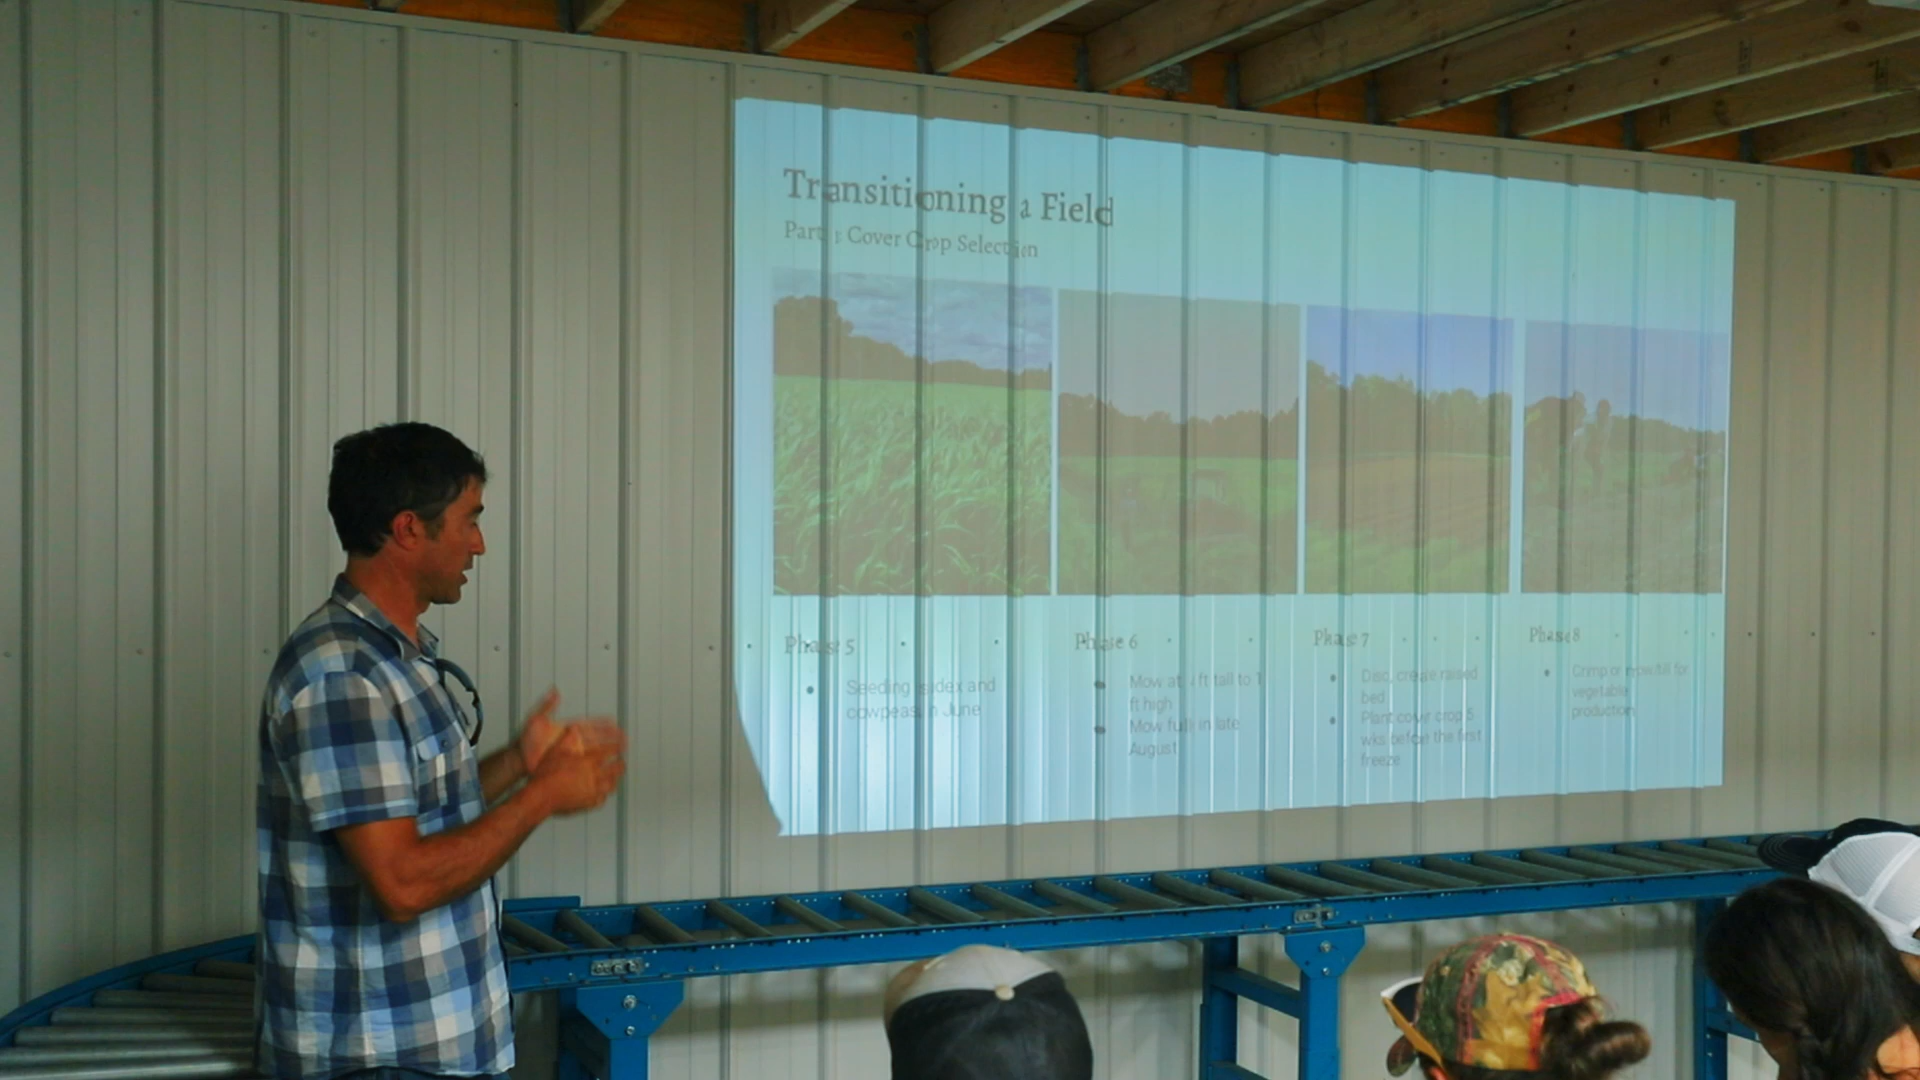 Transitioning a Field
Part Cover Crop Selection
Phase 5
Seeding sidex and
cowpeas in June
Phase 6
Mow at ft tall to 1
ft high
Mow full in late
August
Phase 7
Disc, create raised
bed
Plant cover crop 5
wks before the first
freeze
Phase 8
Crimp or mow/till for
vegetable
production